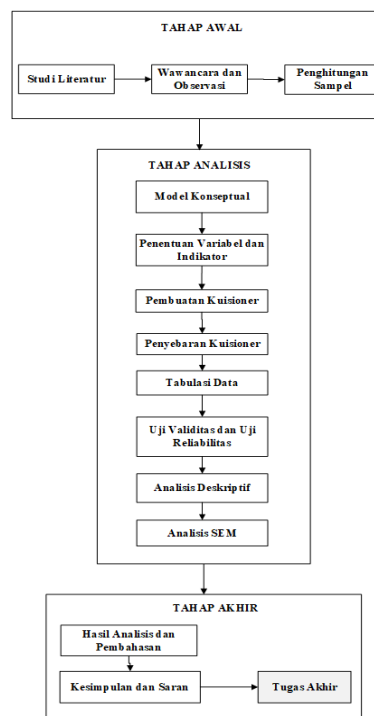 TAHAP AWAL
Studi Literatur
Wawancara dan
Observasi
Penghitungan
Sampel
TAHAP ANALISIS
Model Konseptual
Penentuan Variabel dan
Indikator
Pembuatan Kuisioner
Penyebaran Kuisioner
Tabulasi Data
Uji Validitas dan Uji
Reliabilitas
Analisis Deskriptif
Analisis SEM
TAHAP AKHIR
Hasil Analisis dan
Pembahasan
Kesimpulan dan Saran
Tugas Akhir